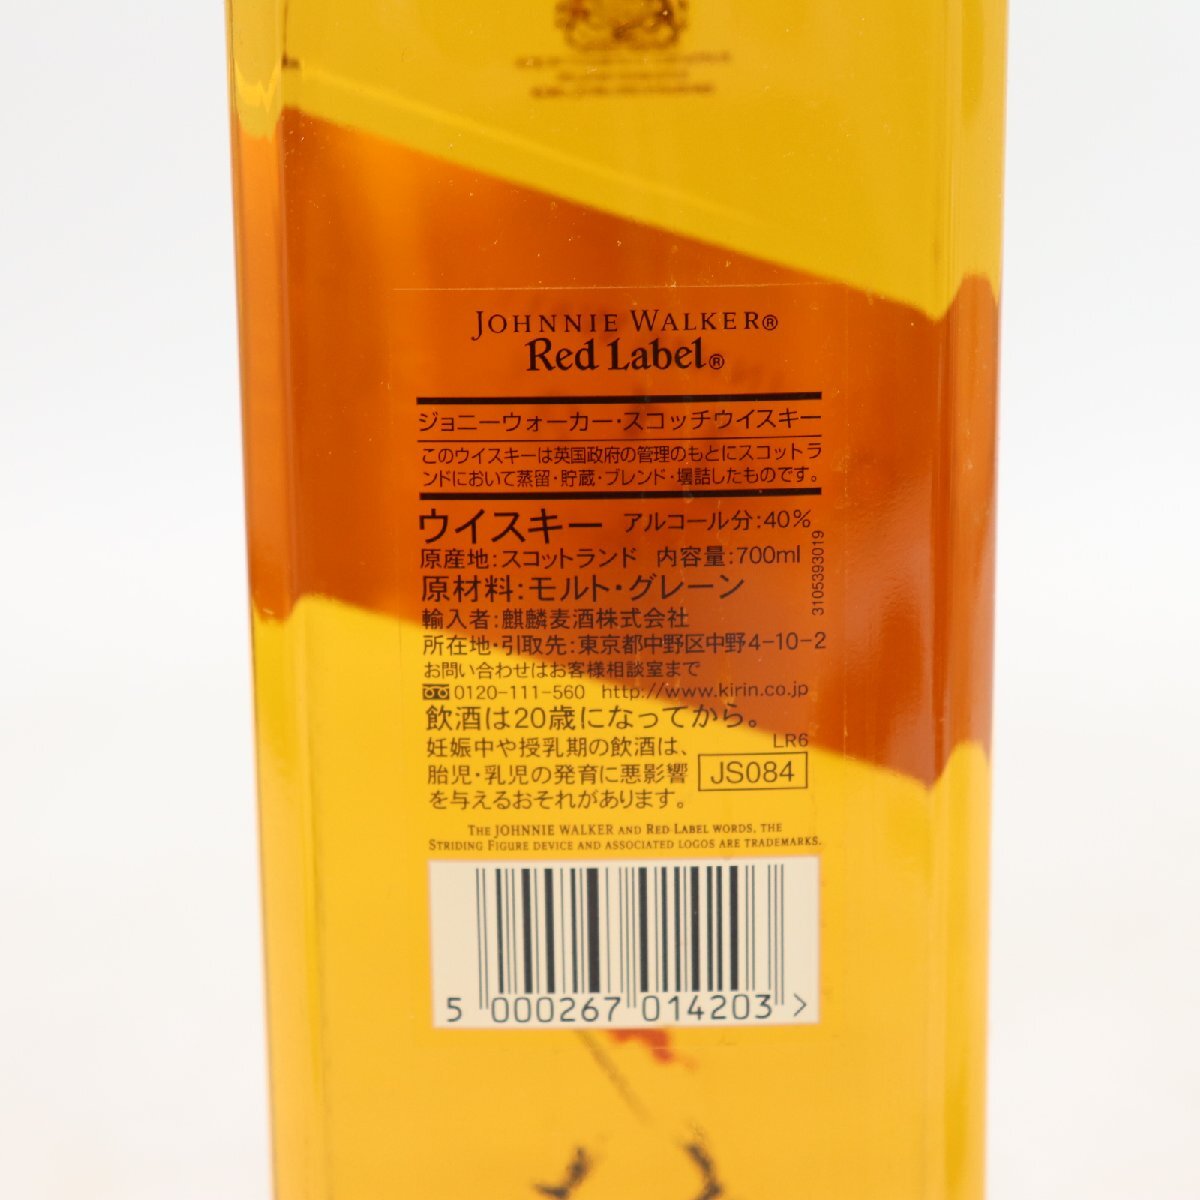 JOHNNIE WALKER®
Red Label®
ジョニーウォーカー・スコッチウイスキー
このウイスキーは英国政府の管理のもとにスコットラ
ンドにおいて蒸留・貯蔵・ブレンド・壜詰したものです。
ウイスキー アルコール分:40%
原産地:スコットランド 内容量:700ml
原材料:モルト・グレーン
輸入者:麒麟麦酒株式会社
所在地・引取先:東京都中野区中野4-10-2
お問い合わせはお客様相談室まで
0120-111-560 http://www.kirin.co.jp
飲酒は20歳になってから。
妊娠中や授乳期の飲酒は、
胎児・乳児の発育に悪影響
を与えるおそれがあります。
LR6
JS084
3105393019
THE JOHNNIE WALKER AND RED LABEL WORDS, THE
STRIDING FIGURE DEVICE AND ASSOCIATED LOGOS ARE TRADEMARKS.
5 000267 014203 >